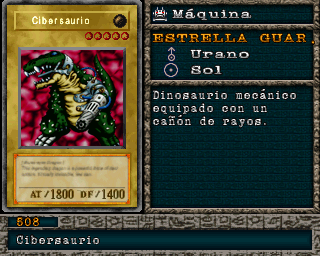 Cibersaurio
AT/1800 DF/1400
Máquina
ESTRELLA GUAR.
Urano
Sol
Dinosaurio mecánico
equipado con un
cañón de rayos.
508
Cibersaurio